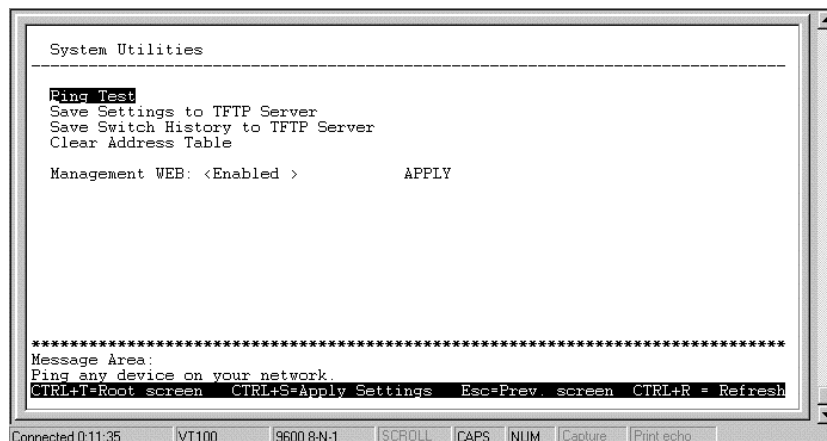 System Utilities
--------------------------------------------------------------------------------
Ping Test
Save Settings to TFTP Server
Save Switch History to TFTP Server
Clear Address Table
Management WEB: <Enabled > APPLY
********************************************************************************
Message Area:
Ping any device on your network.
CTRL+T=Root screen CTRL+S=Apply Settings Esc=Prev. screen CTRL+R = Refresh
Connected 0:11:35 VT100 9600 8-N-1 SCROLL CAPS NUM Capture Print echo